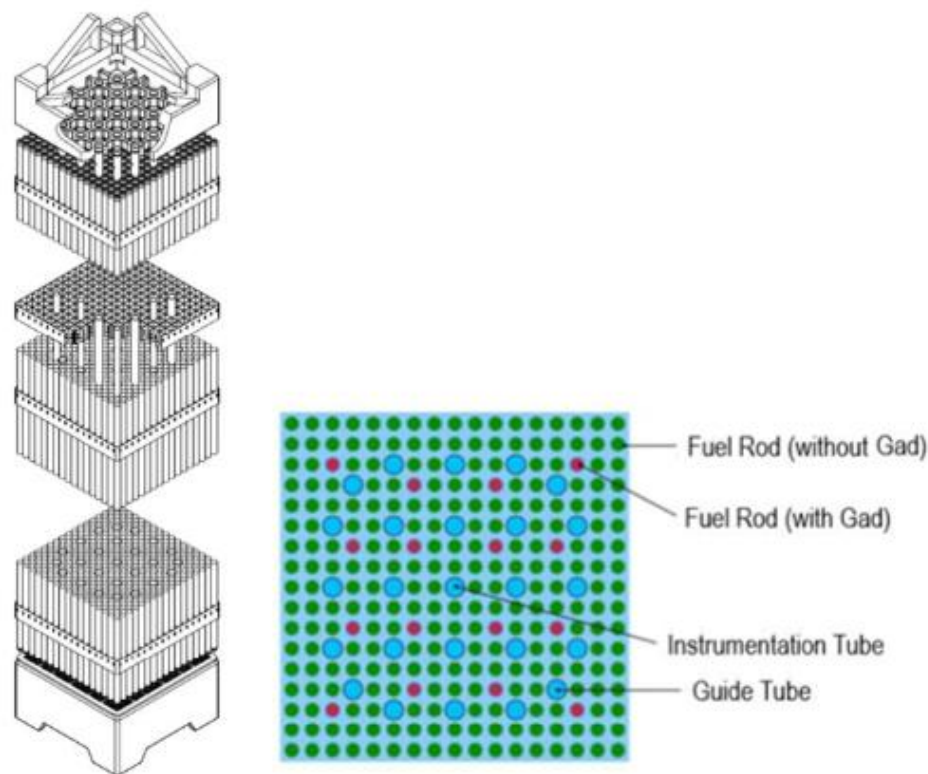 Fuel Rod (without Gad)
Fuel Rod (with Gad)
Instrumentation Tube
Guide Tube